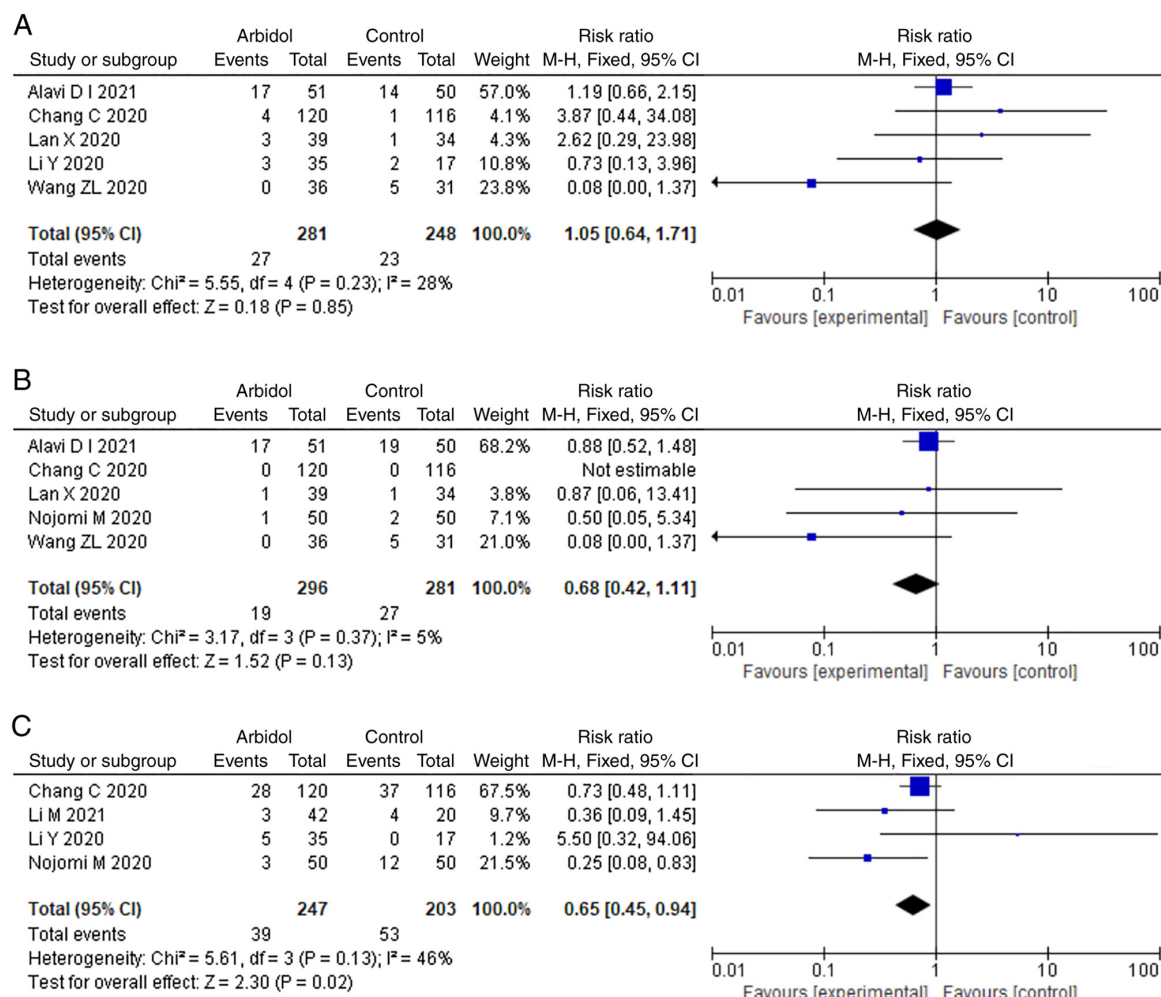 A
Arbidol Control Risk ratio Risk ratio
Study or subgroup Events Total Events Total Weight M-H, Fixed, 95% CI M-H, Fixed, 95% CI
Alavi D I 2021 17 51 14 50 57.0% 1.19 [0.66, 2.15]
Chang C 2020 4 120 1 116 4.1% 3.87 [0.44, 34.08]
Lan X 2020 3 39 1 34 4.3% 2.62 [0.29, 23.98]
Li Y 2020 3 35 2 17 10.8% 0.73 [0.13, 3.96]
Wang ZL 2020 0 36 5 31 23.8% 0.08 [0.00, 1.37]
Total (95% CI) 281 248 100.0% 1.05 [0.64, 1.71]
Total events 27 23
Heterogeneity: Chi² = 5.55, df = 4 (P = 0.23); I² = 28%
Test for overall effect: Z = 0.18 (P = 0.85)
0.01 0.1 1 10 100
Favours [experimental] Favours [control]
B
Arbidol Control Risk ratio Risk ratio
Study or subgroup Events Total Events Total Weight M-H, Fixed, 95% CI M-H, Fixed, 95% CI
Alavi D I 2021 17 51 19 50 68.2% 0.88 [0.52, 1.48]
Chang C 2020 0 120 0 116 Not estimable
Lan X 2020 1 39 1 34 3.8% 0.87 [0.06, 13.41]
Nojomi M 2020 1 50 2 50 7.1% 0.50 [0.05, 5.34]
Wang ZL 2020 0 36 5 31 21.0% 0.08 [0.00, 1.37]
Total (95% CI) 296 281 100.0% 0.68 [0.42, 1.11]
Total events 19 27
Heterogeneity: Chi² = 3.17, df = 3 (P = 0.37); I² = 5%
Test for overall effect: Z = 1.52 (P = 0.13)
0.01 0.1 1 10 100
Favours [experimental] Favours [control]
C
Arbidol Control Risk ratio Risk ratio
Study or subgroup Events Total Events Total Weight M-H, Fixed, 95% CI M-H, Fixed, 95% CI
Chang C 2020 28 120 37 116 67.5% 0.73 [0.48, 1.11]
Li M 2021 3 42 4 20 9.7% 0.36 [0.09, 1.45]
Li Y 2020 5 35 0 17 1.2% 5.50 [0.32, 94.06]
Nojomi M 2020 3 50 12 50 21.5% 0.25 [0.08, 0.83]
Total (95% CI) 247 203 100.0% 0.65 [0.45, 0.94]
Total events 39 53
Heterogeneity: Chi² = 5.61, df = 3 (P = 0.13); I² = 46%
Test for overall effect: Z = 2.30 (P = 0.02)
0.01 0.1 1 10 100
Favours [experimental] Favours [control]